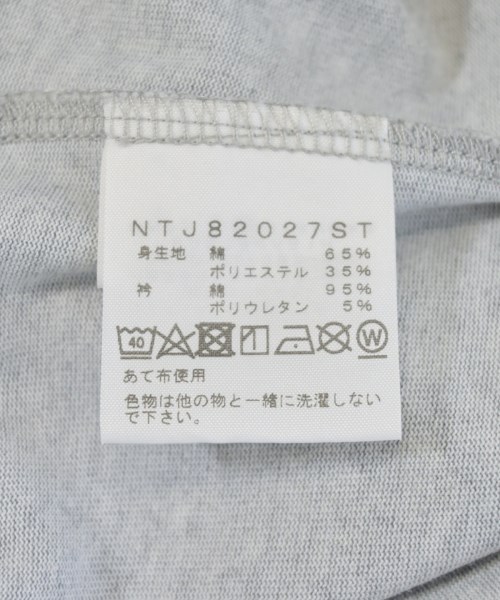 NTJ82027ST
身生地 綿 65%
ポリエステル 35%
衿 綿 95%
ポリウレタン 5%
40 W
あて布使用
色物は他の物と一緒に洗濯しない
で下さい。